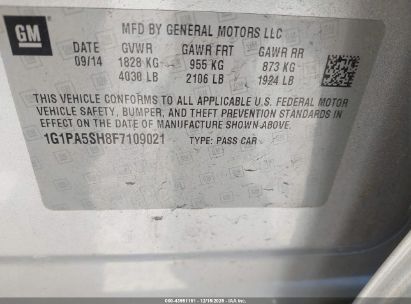 GM
MFD BY GENERAL MOTORS LLC
DATE GVWR GAWR FRT GAWR RR
09/14 1828 KG 955 KG 873 KG
4030 LB 2106 LB 1924 LB
THIS VEHICLE CONFORMS TO ALL APPLICABLE U.S. FEDERAL MOTOR
VEHICLE SAFETY, BUMPER, AND THEFT PREVENTION STANDARDS IN
EFFECT ON THE DATE OF MANUFACTURE SHOWN ABOVE.
1G1PA5SH8F7109021 TYPE: PASS CAR